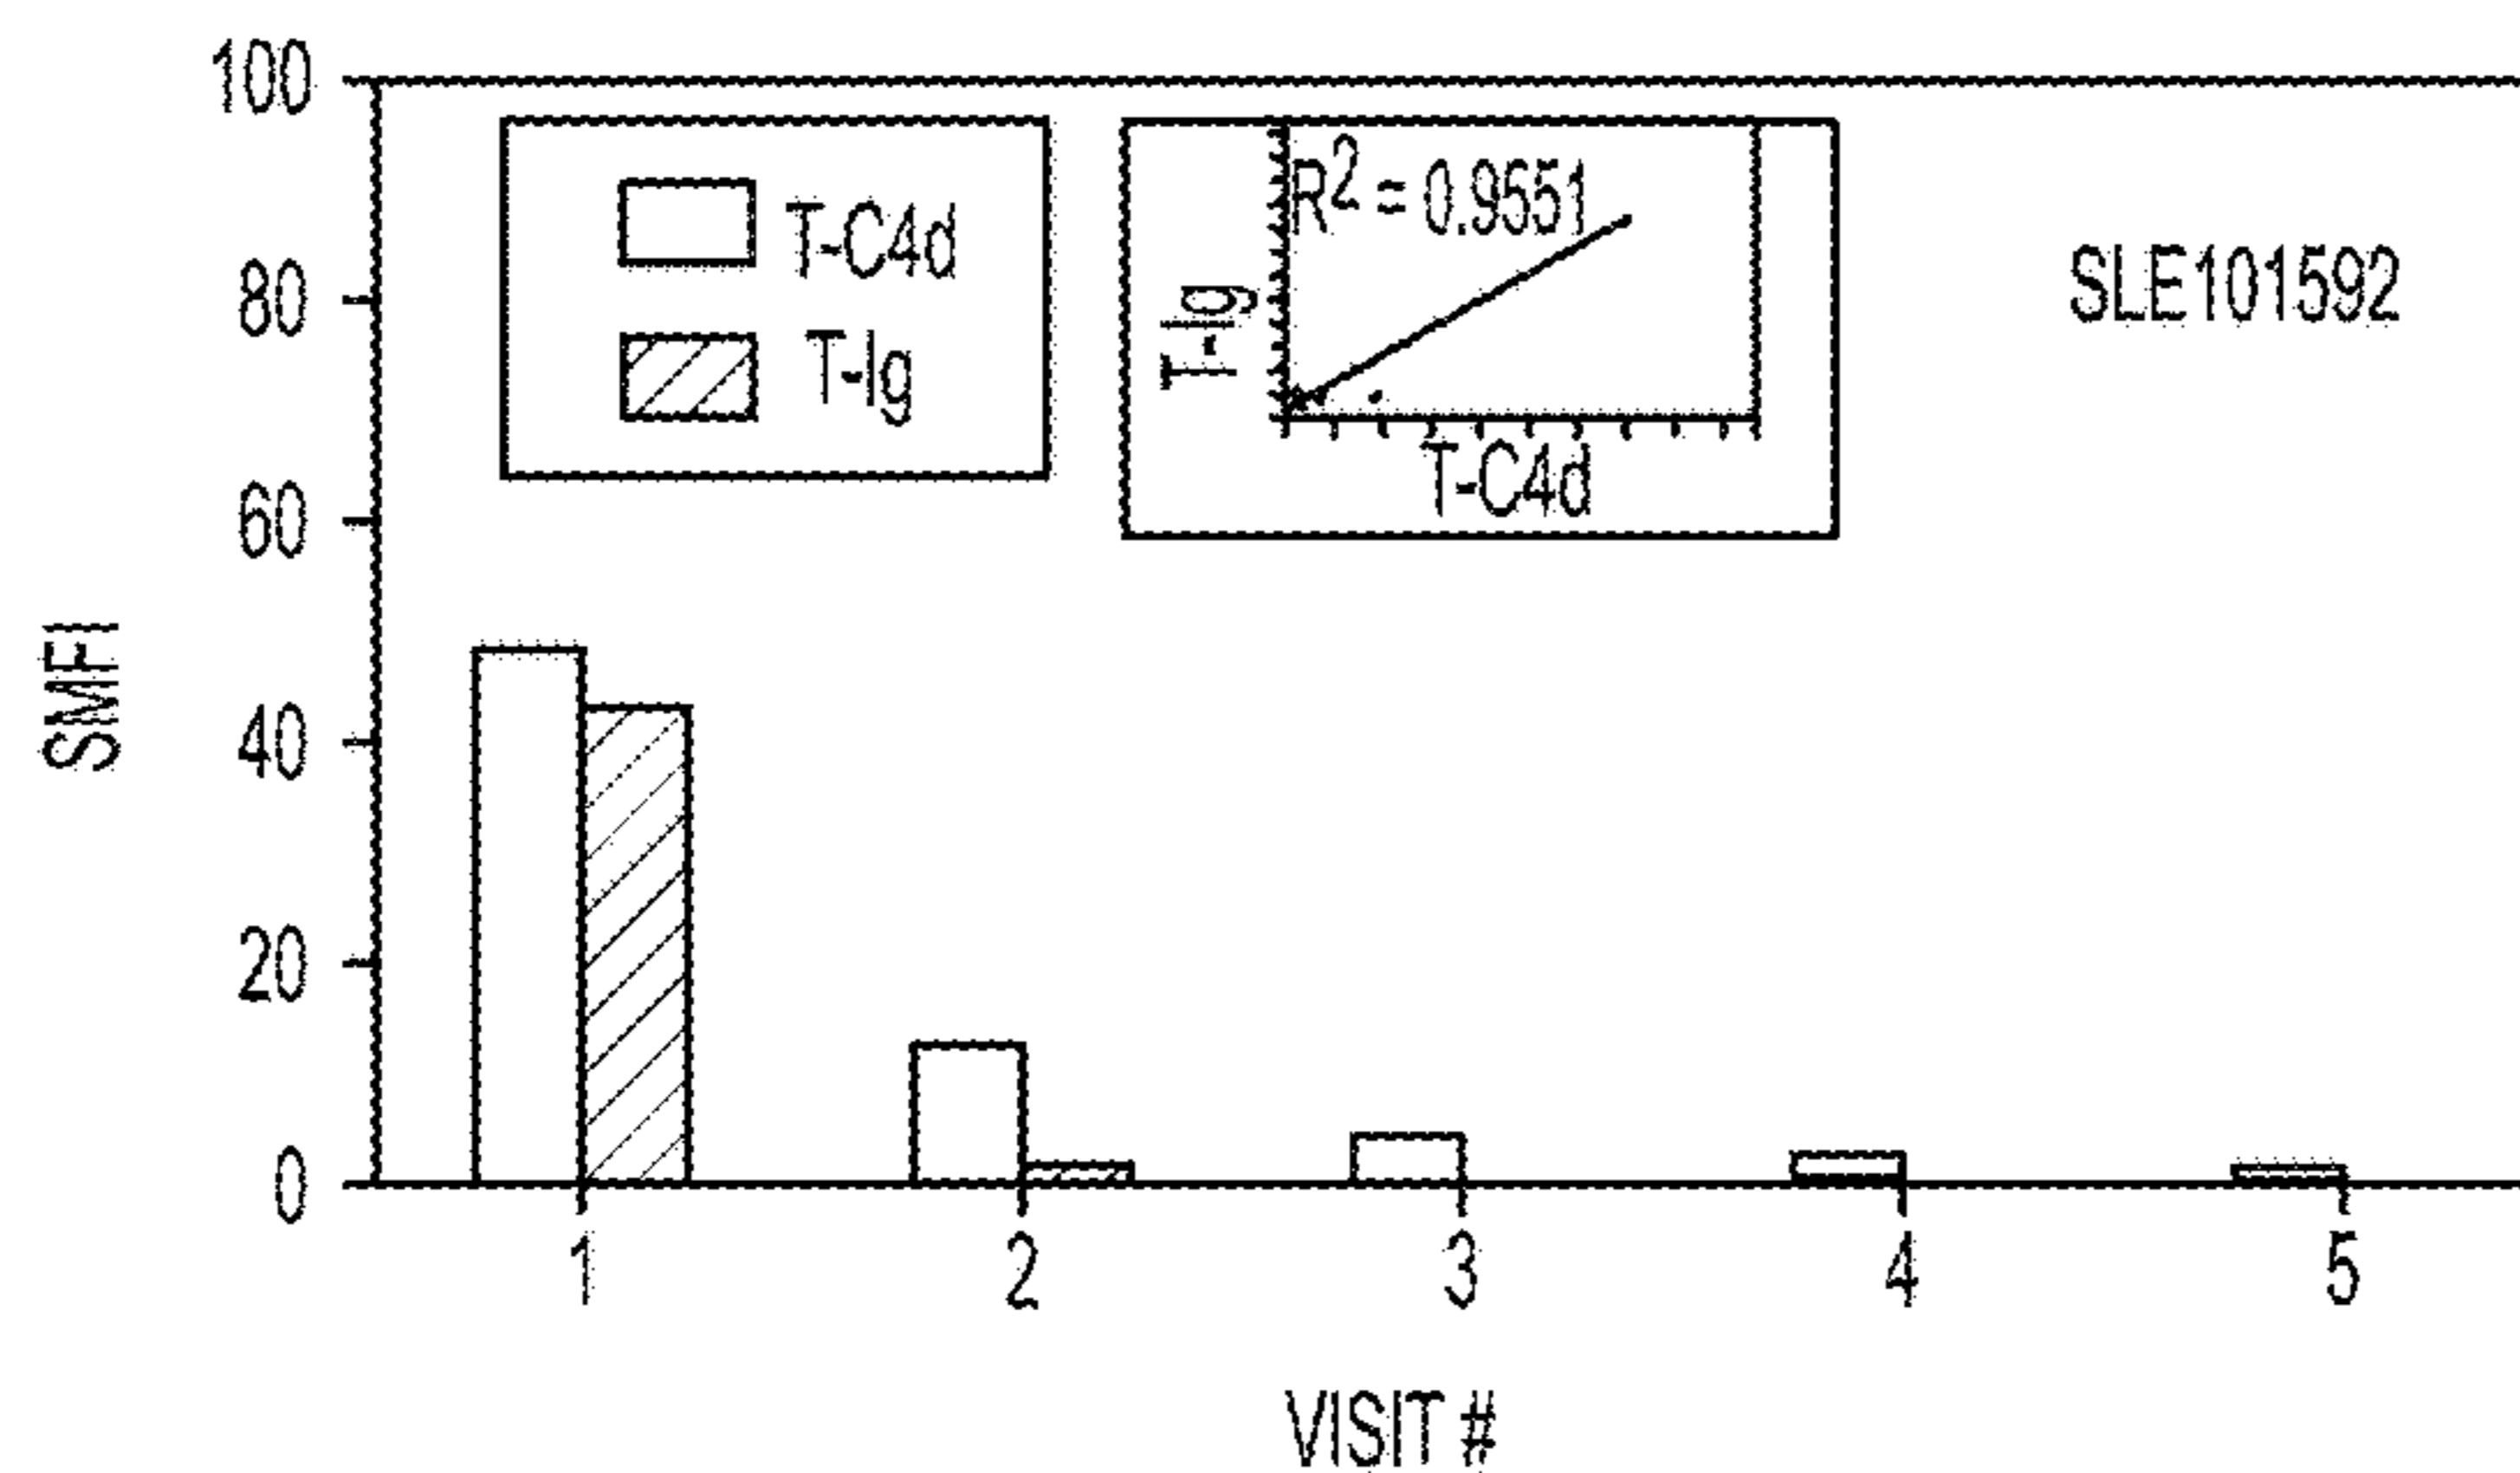 100
80
60
40
20
0
SMFI
T-C4d
T-Ig
R2 = 0.9551
T-Ig
T-C4d
SLE101592
1 2 3 4 5
VISIT #